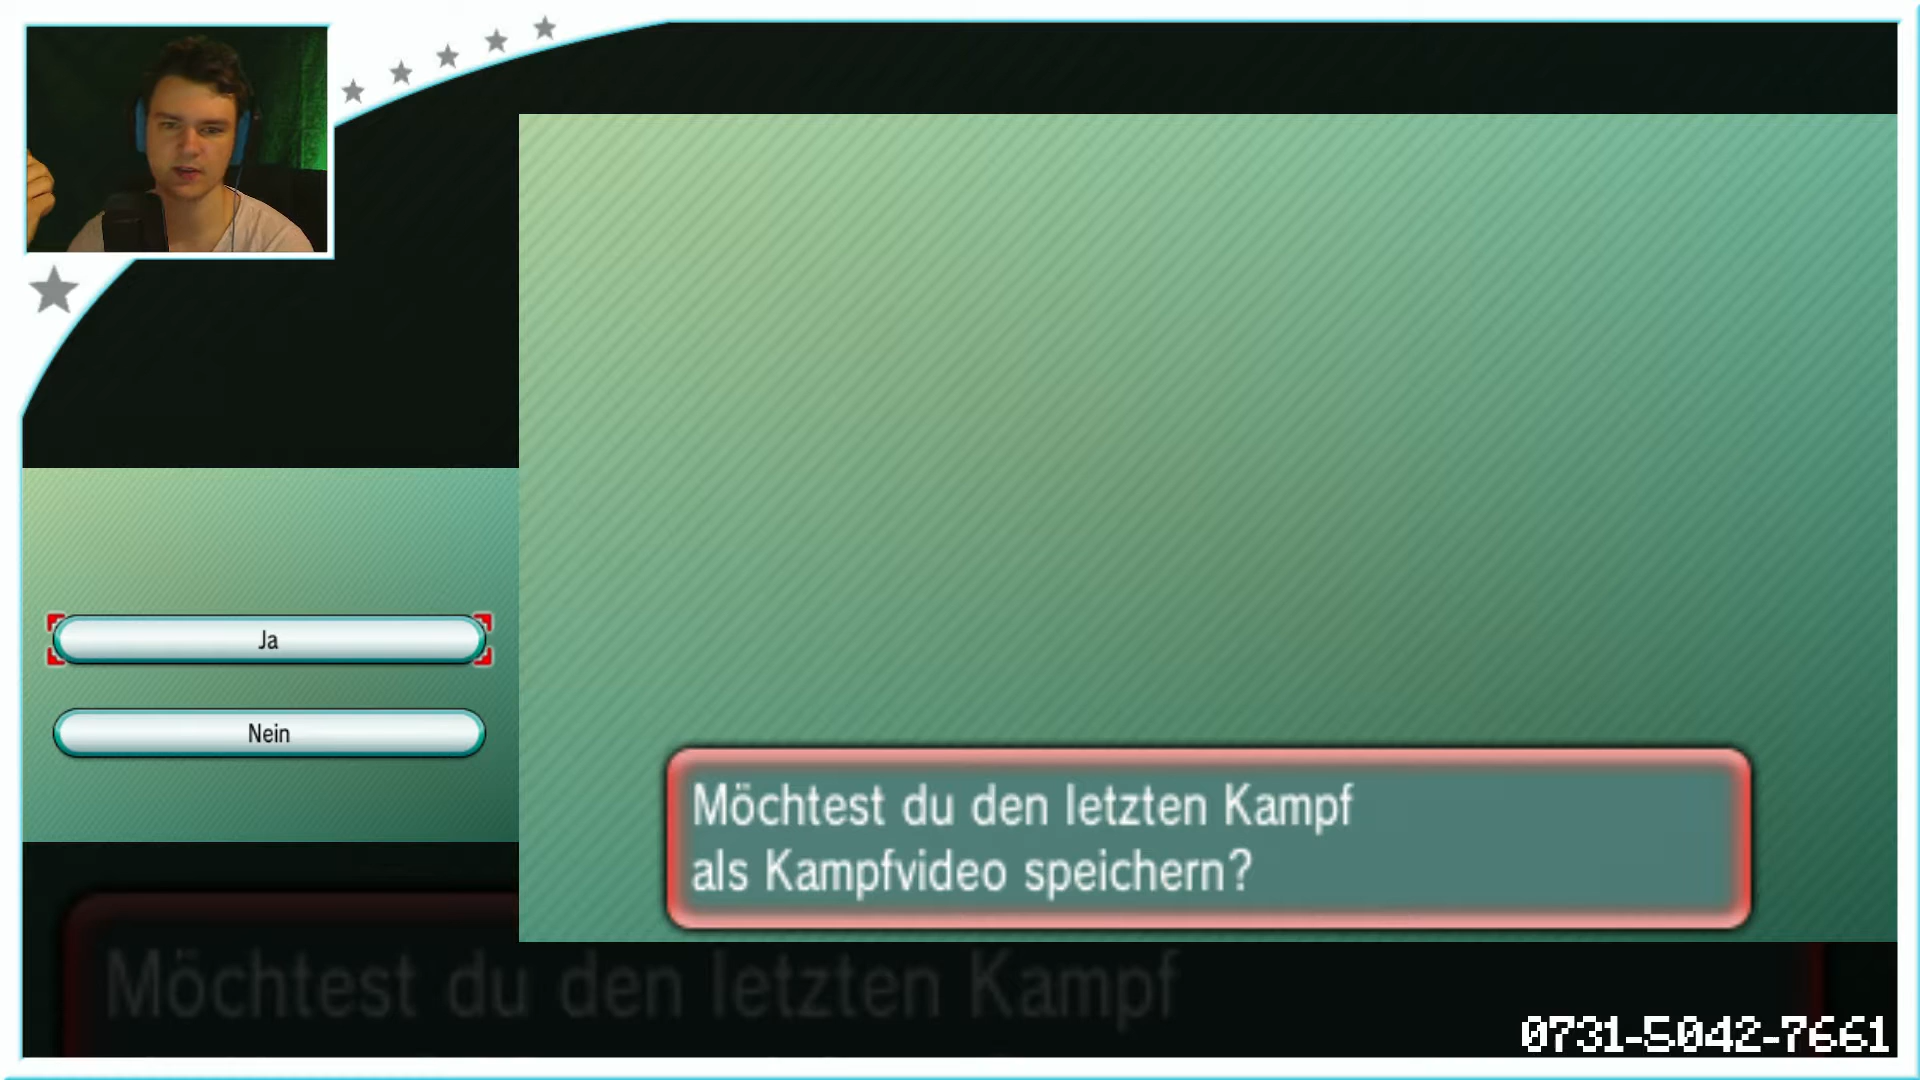 Ja
Nein
Möchtest du den letzten Kampf
als Kampfvideo speichern?
Möchtest du den letzten Kampf
0731-5042-7661